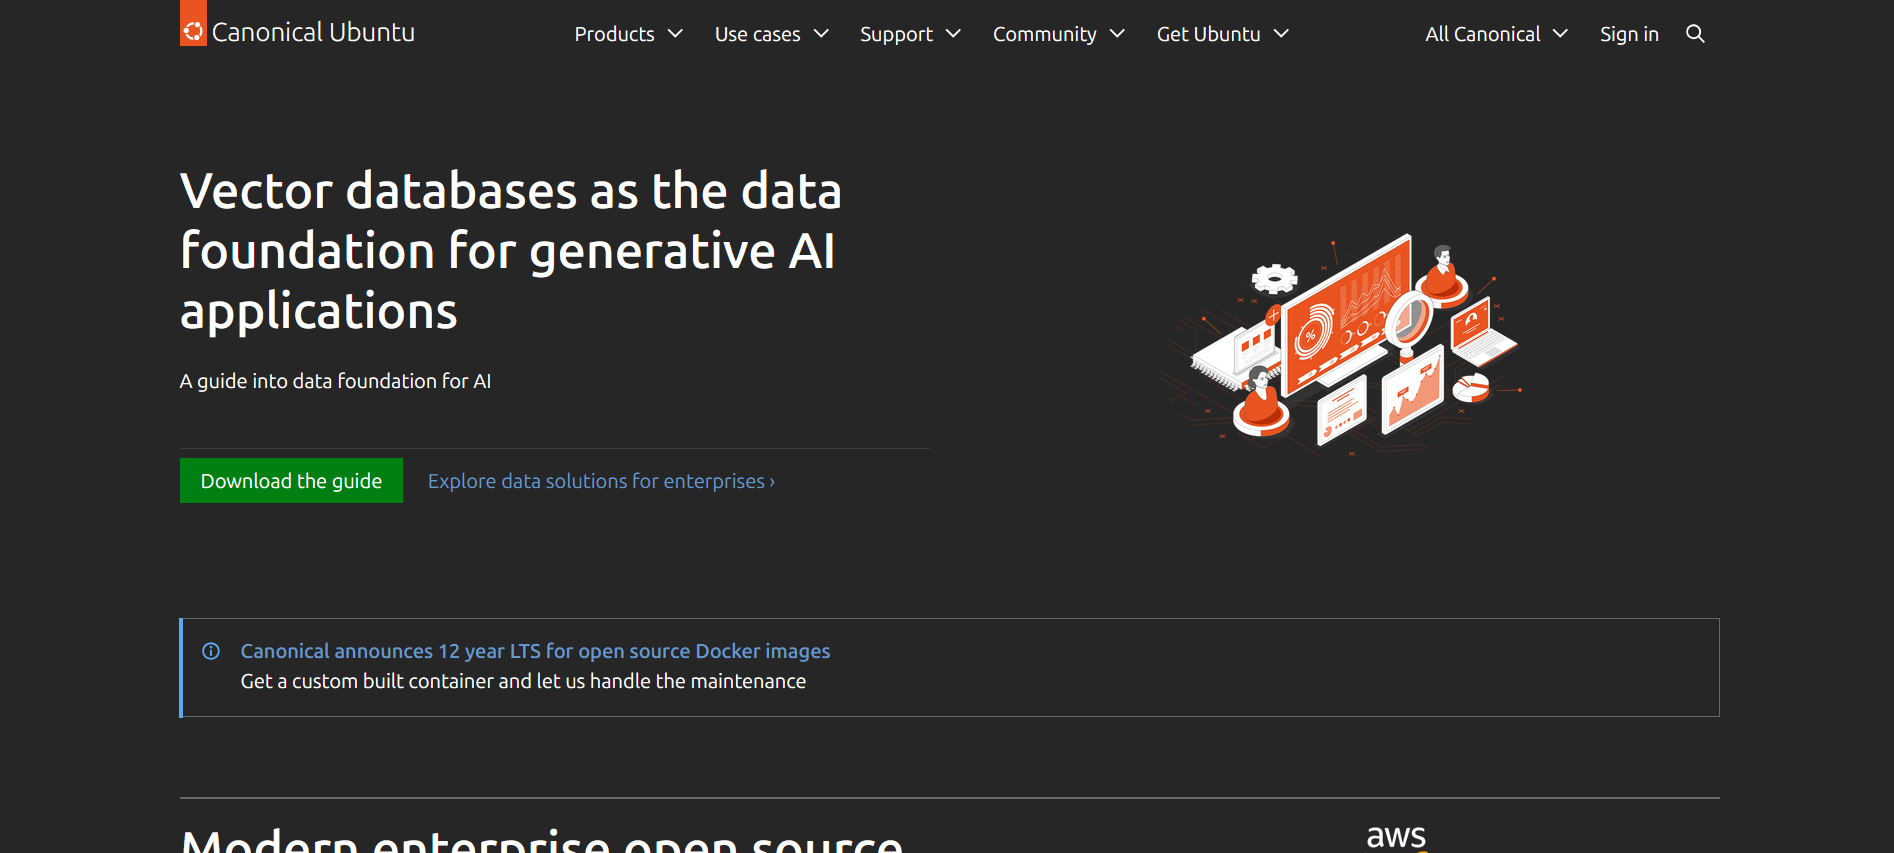 Canonical Ubuntu
Products
Use cases
Support
Community
Get Ubuntu
All Canonical
Sign in
Vector databases as the data
foundation for generative AI
applications
A guide into data foundation for AI
Download the guide
Explore data solutions for enterprises ›
%
Canonical announces 12 year LTS for open source Docker images
Get a custom built container and let us handle the maintenance
Modern enterprise open source
aws